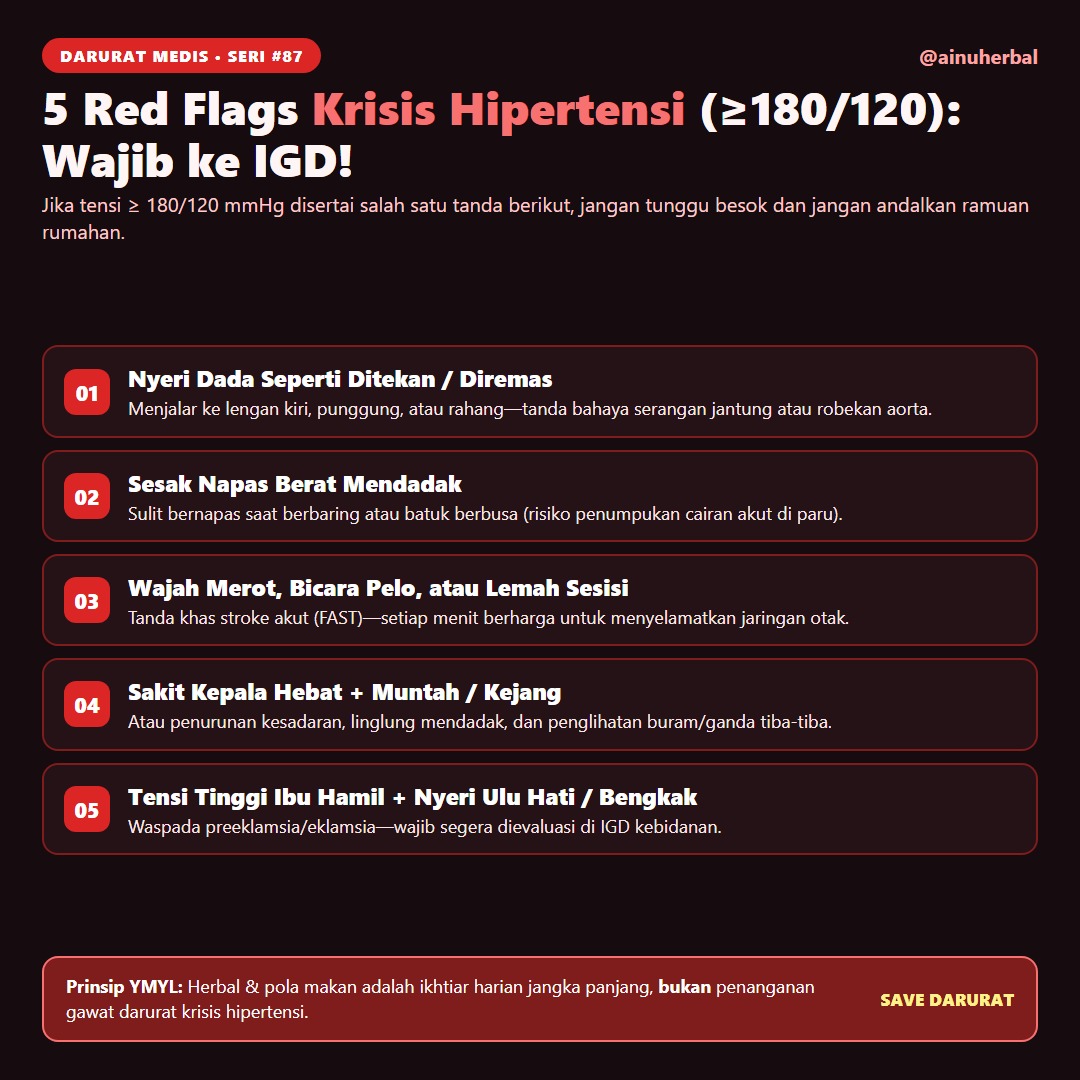 DARURAT MEDIS • SERI #87
@ainuherbal
5 Red Flags Krisis Hipertensi (≥180/120):
Wajib ke IGD!
Jika tensi ≥ 180/120 mmHg disertai salah satu tanda berikut, jangan tunggu besok dan jangan andalkan ramuan
rumahan.
01
Nyeri Dada Seperti Ditekan / Diremas
Menjalar ke lengan kiri, punggung, atau rahang—tanda bahaya serangan jantung atau robekan aorta.
02
Sesak Napas Berat Mendadak
Sulit bernapas saat berbaring atau batuk berbusa (risiko penumpukan cairan akut di paru).
03
Wajah Merot, Bicara Pelo, atau Lemah Sesisi
Tanda khas stroke akut (FAST)—setiap menit berharga untuk menyelamatkan jaringan otak.
04
Sakit Kepala Hebat + Muntah / Kejang
Atau penurunan kesadaran, linglung mendadak, dan penglihatan buram/ganda tiba-tiba.
05
Tensi Tinggi Ibu Hamil + Nyeri Ulu Hati / Bengkak
Waspada preeklamsia/eklamsia—wajib segera dievaluasi di IGD kebidanan.
Prinsip YMYL: Herbal & pola makan adalah ikhtiar harian jangka panjang, bukan penanganan
gawat darurat krisis hipertensi.
SAVE DARURAT